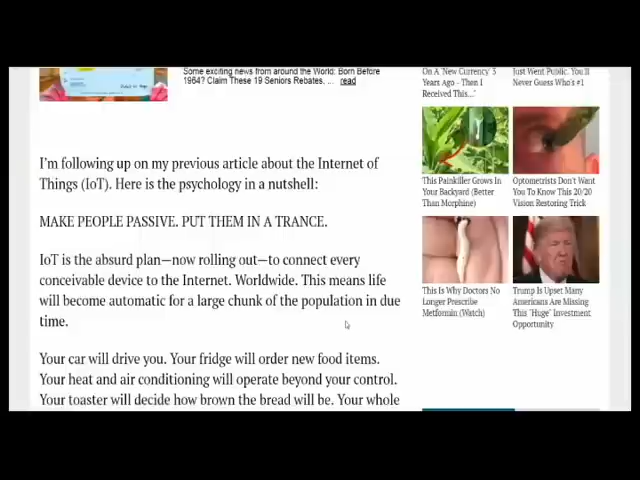 Some exciting news from around the World: Born Before
1964? Claim These 19 Seniors Rebates. ... read
On A 'New Currency' 3
Years Ago - Then I
Received This..."
Just Went Public. You'll
Never Guess Who's #1
This Painkiller Grows In
Your Backyard (Better
Than Morphine)
Optometrists Don't Want
You To Know This 20/20
Vision Restoring Trick
This Is Why Doctors No
Longer Prescribe
Metformin (Watch)
Trump Is Upset Many
Americans Are Missing
This "Huge" Investment
Opportunity
I'm following up on my previous article about the Internet of
Things (IoT). Here is the psychology in a nutshell:
MAKE PEOPLE PASSIVE. PUT THEM IN A TRANCE.
IoT is the absurd plan—now rolling out—to connect every
conceivable device to the Internet. Worldwide. This means life
will become automatic for a large chunk of the population in due
time.
Your car will drive you. Your fridge will order new food items.
Your heat and air conditioning will operate beyond your control.
Your toaster will decide how brown the bread will be. Your whole